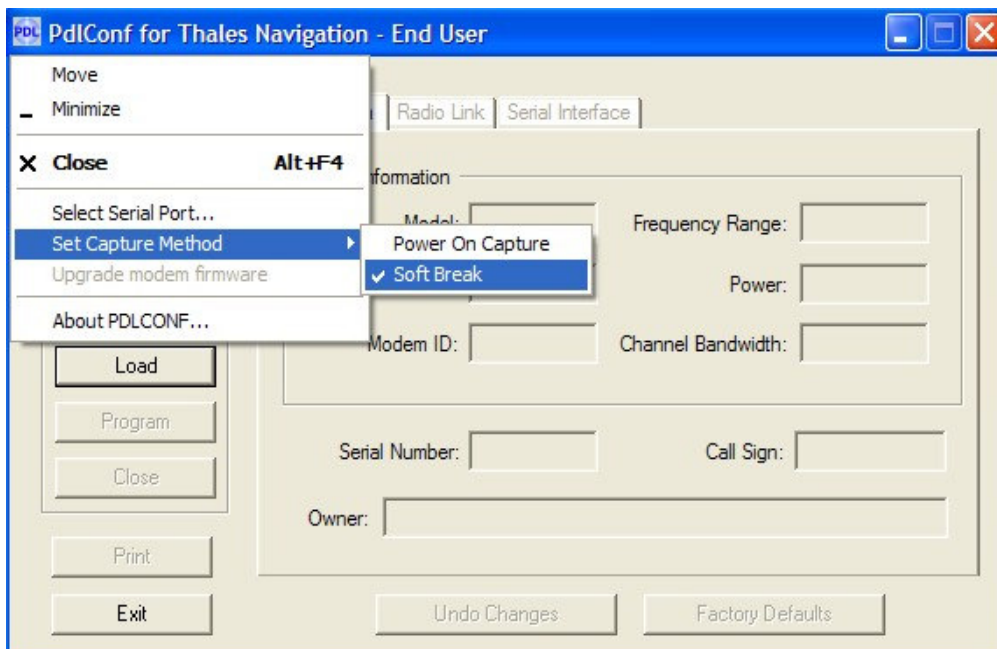 PDL PdlConf for Thales Navigation - End User
Move
Minimize
Close Alt+F4
Select Serial Port...
Set Capture Method
Upgrade modem firmware
About PDLCONF...
Power On Capture
Soft Break
Radio Link Serial Interface
Model: Frequency Range:
Power:
Modem ID: Channel Bandwidth:
Serial Number: Call Sign:
Owner:
Load
Program
Close
Print
Exit
Undo Changes Factory Defaults